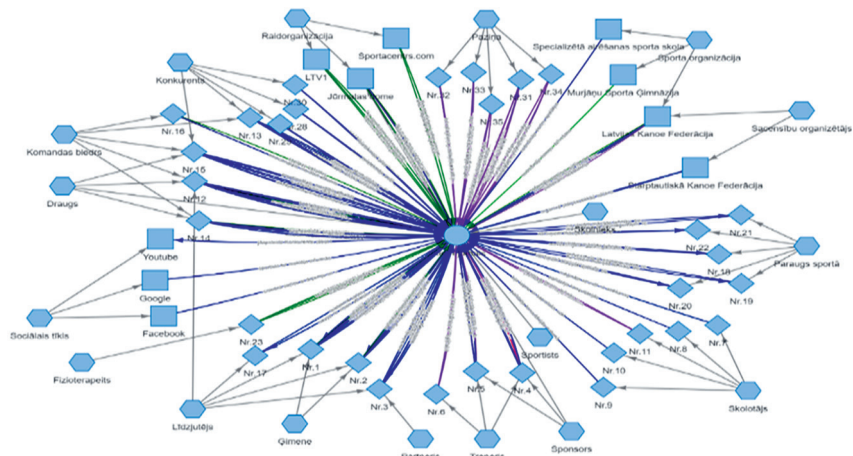 Raidorganizācija
Paziņa
Sportacentrs.com
Specializētā airēšanas sporta skola
Sporta organizācija
LTV1
Konkurents
Nr.32
Nr.33
Nr.31
Nr.34
Murjāņu Sporta Ģimnāzija
Jūrmalas dome
Nr.35
Nr.16
Nr.13
Nr.28
Latvijas Kanoe Federācija
Sacensību organizētājs
Komandas biedrs
Nr.15
Starptautiskā Kanoe Federācija
Draugs
Nr.12
Nr.14
Skolnieks
Nr.21
Youtube
Nr.22
Paraugs sportā
Nr.18
Google
Nr.19
Nr.20
Facebook
Sociālais tīkls
Nr.23
Nr.7
Nr.11
Nr.8
Sportists
Nr.17
Nr.1
Nr.2
Nr.10
Fizioterapeits
Nr.5
Nr.4
Nr.3
Nr.6
Nr.9
Skolotājs
Līdzjutējs
Ģimene
Sponsors
Treneris